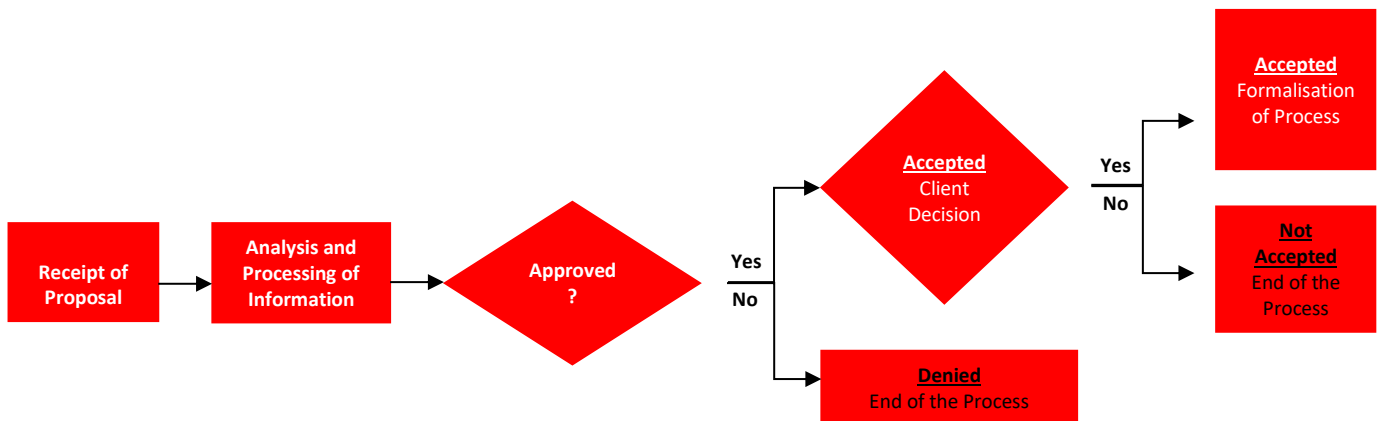 Receipt of
Proposal
Analysis and
Processing of
Information
Approved
?
Yes
No
Accepted
Client
Decision
Denied
End of the Process
Yes
No
Accepted
Formalisation
of Process
Not
Accepted
End of the
Process